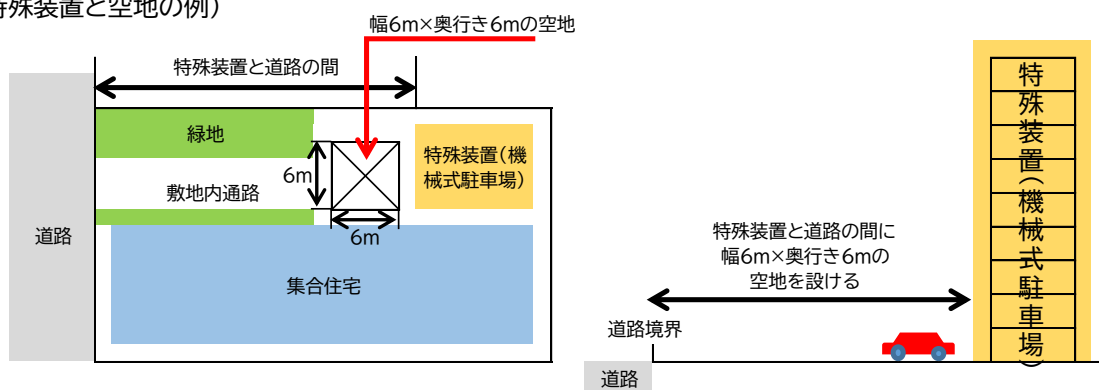 特殊装置と空地の例）
幅6m×奥行き6mの空地
特殊装置と道路の間
緑地
特殊装置（機
械式駐車場）
6m
敷地内通路
6m
道路
集合住宅
特殊装置（機械式駐車場）
特殊装置と道路の間に
幅6m×奥行き6mの
空地を設ける
道路境界
道路